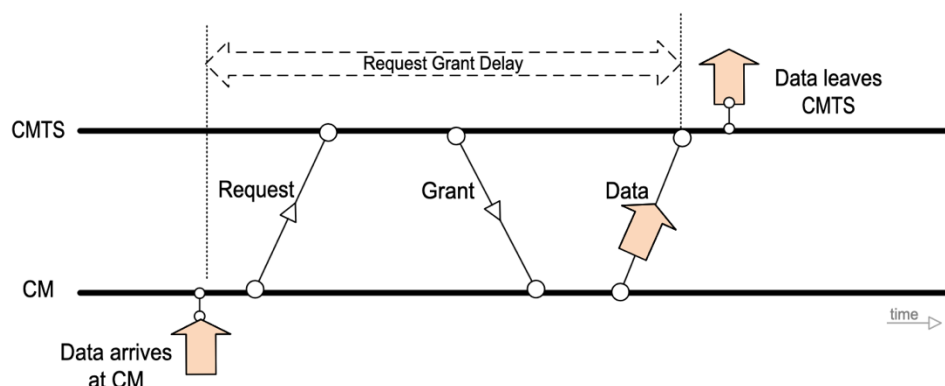 Request Grant Delay
Data leaves
CMTS
CMTS
Request
Grant
Data
CM
time
Data arrives
at CM